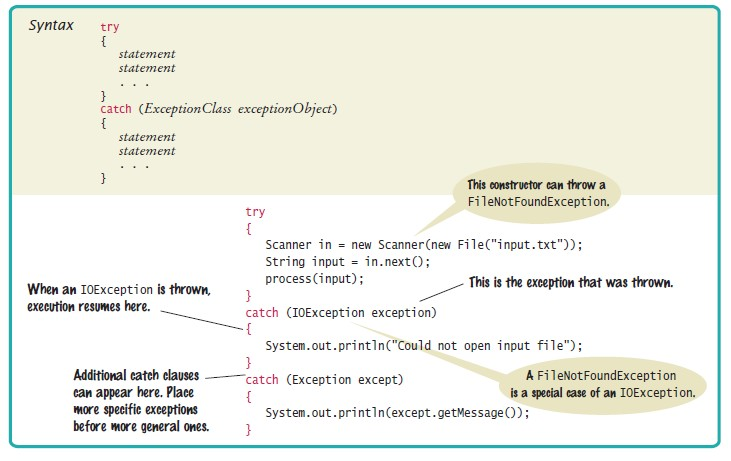 Syntax
try
{
statement
statement
. . .
}
catch (ExceptionClass exceptionObject)
{
statement
statement
. . .
}
This constructor can throw a
FileNotFoundException.
try
{
Scanner in = new Scanner(new File("input.txt"));
String input = in.next();
process(input);
}
When an IOException is thrown,
execution resumes here.
This is the exception that was thrown.
catch (IOException exception)
{
System.out.println("Could not open input file");
}
Additional catch clauses
can appear here. Place
more specific exceptions
before more general ones.
A FileNotFoundException
is a special case of an IOException.
catch (Exception except)
{
System.out.println(except.getMessage());
}